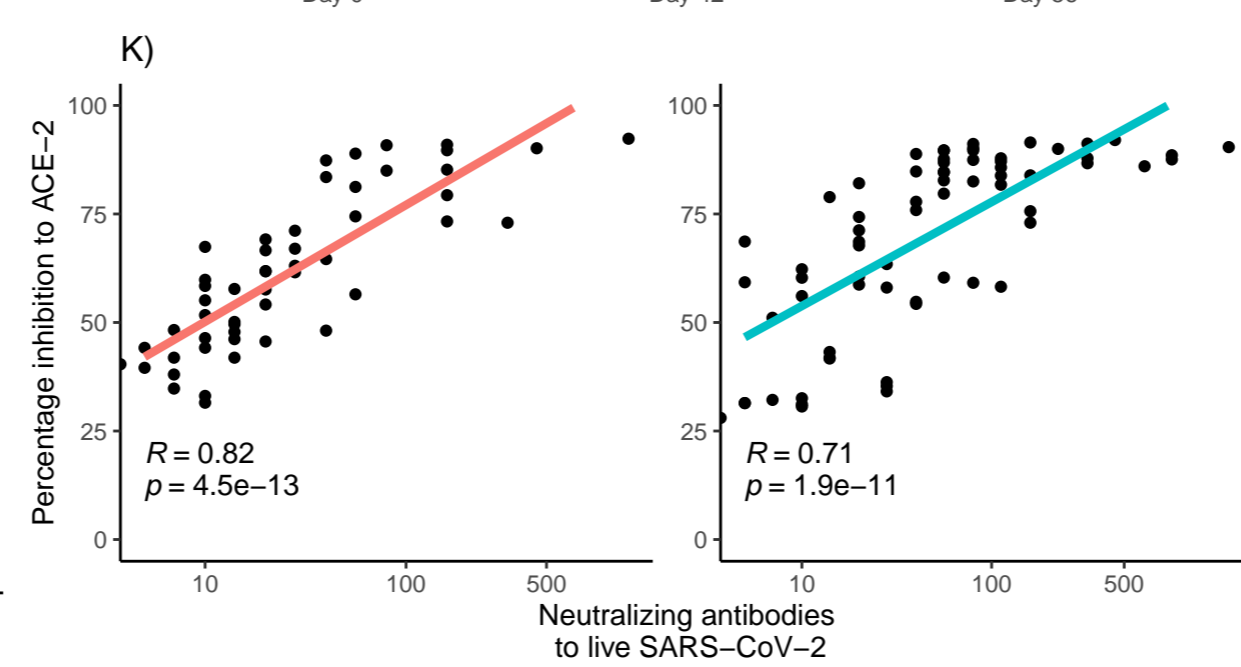 K)
Percentage inhibition to ACE−2
100
75
50
25
0
R = 0.82
p = 4.5e−13
10
100
500
100
75
50
25
0
R = 0.71
p = 1.9e−11
10
100
500
Neutralizing antibodies
to live SARS−CoV−2